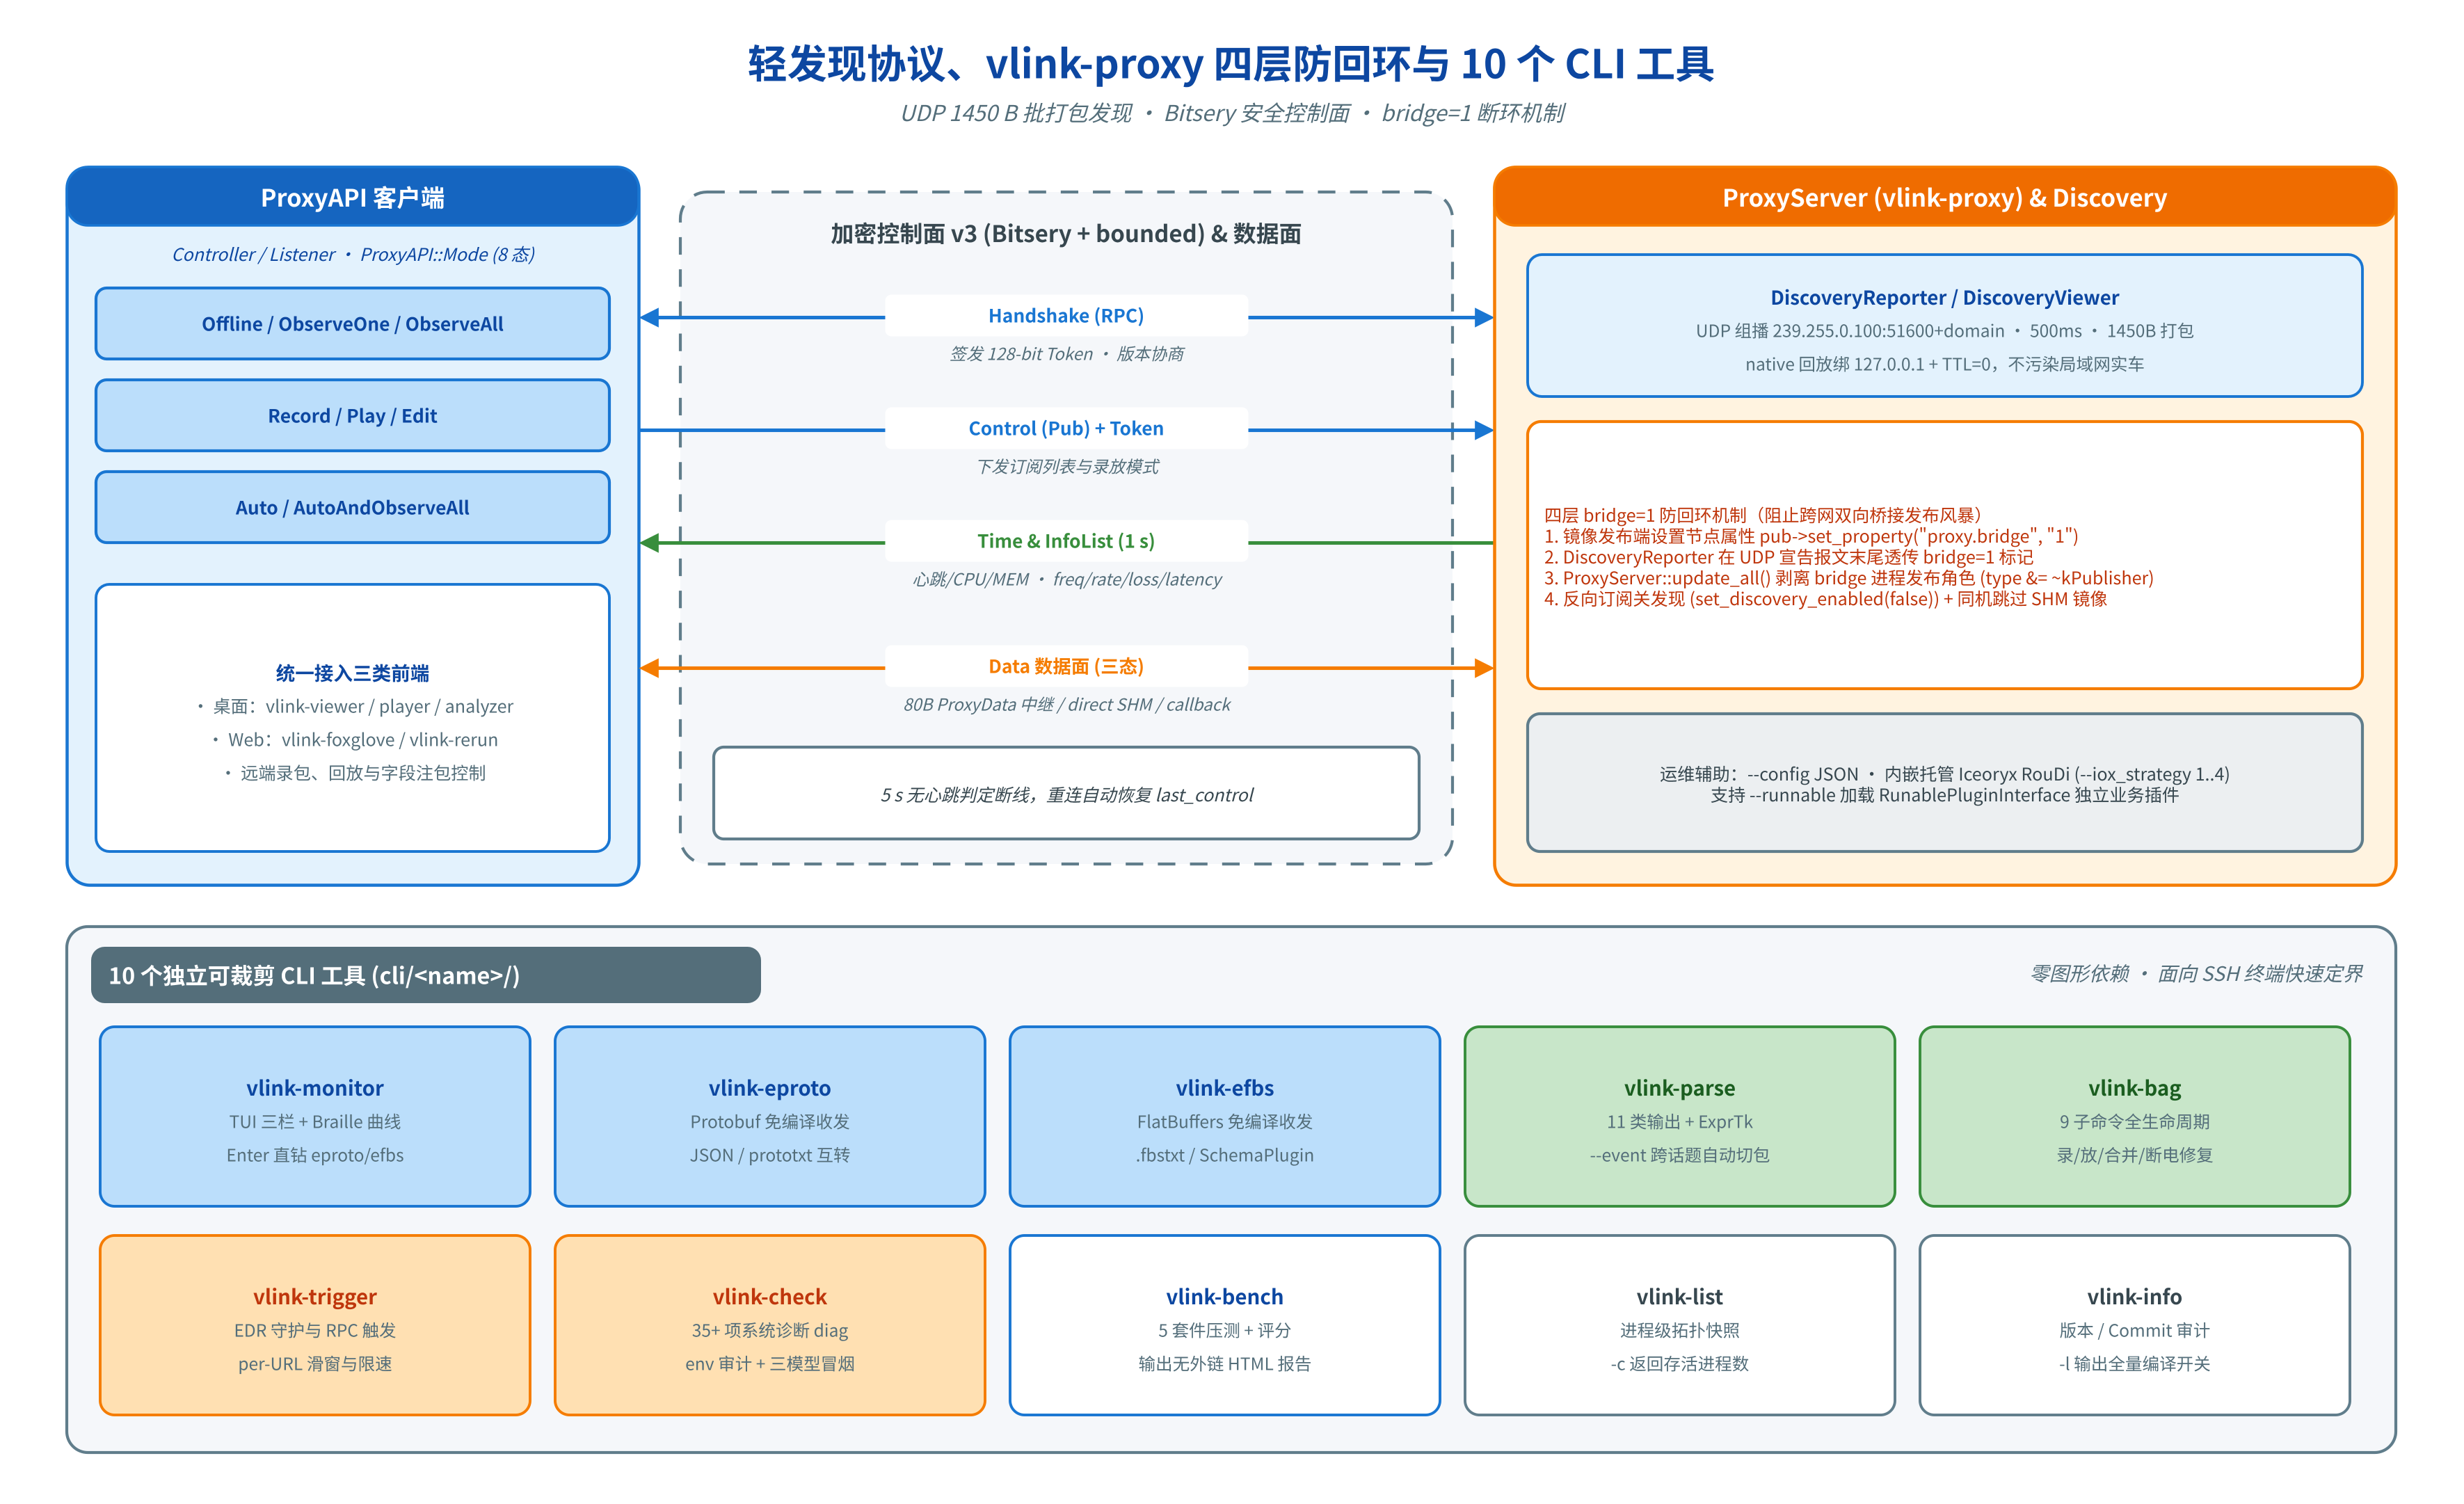 轻发现协议、vlink-proxy 四层防回环与 10 个 CLI 工具
UDP 1450 B 批打包发现 • Bitsery 安全控制面 • bridge=1 断环机制
ProxyAPI 客户端
Controller / Listener • ProxyAPI::Mode (8 态)
Offline / ObserveOne / ObserveAll
Record / Play / Edit
Auto / AutoAndObserveAll
统一接入三类前端
• 桌面：vlink-viewer / player / analyzer
• Web：vlink-foxglove / vlink-rerun
• 远端录包、回放与字段注包控制
加密控制面 v3 (Bitsery + bounded) & 数据面
Handshake (RPC)
签发 128-bit Token • 版本协商
Control (Pub) + Token
下发订阅列表与录放模式
Time & InfoList (1 s)
心跳/CPU/MEM • freq/rate/loss/latency
Data 数据面 (三态)
80B ProxyData 中继 / direct SHM / callback
5 s 无心跳判定断线，重连自动恢复 last_control
ProxyServer (vlink-proxy) & Discovery
DiscoveryReporter / DiscoveryViewer
UDP 组播 239.255.0.100:51600+domain • 500ms • 1450B 打包
native 回放绑 127.0.0.1 + TTL=0，不污染局域网实车
四层 bridge=1 防回环机制（阻止跨网双向桥接发布风暴）
1. 镜像发布端设置节点属性 pub->set_property("proxy.bridge", "1")
2. DiscoveryReporter 在 UDP 宣告报文末尾透传 bridge=1 标记
3. ProxyServer::update_all() 剥离 bridge 进程发布角色 (type &= ~kPublisher)
4. 反向订阅关发现 (set_discovery_enabled(false)) + 同机跳过 SHM 镜像
运维辅助：--config JSON • 内嵌托管 Iceoryx RouDi (--iox_strategy 1..4)
支持 --runnable 加载 RunablePluginInterface 独立业务插件
10 个独立可裁剪 CLI 工具 (cli/<name>/)
零图形依赖 • 面向 SSH 终端快速定界
vlink-monitor
TUI 三栏 + Braille 曲线
Enter 直钻 eproto/efbs
vlink-eproto
Protobuf 免编译收发
JSON / prototxt 互转
vlink-efbs
FlatBuffers 免编译收发
.fbstxt / SchemaPlugin
vlink-parse
11 类输出 + ExprTk
--event 跨话题自动切包
vlink-bag
9 子命令全生命周期
录/放/合并/断电修复
vlink-trigger
EDR 守护与 RPC 触发
per-URL 滑窗与限速
vlink-check
35+ 项系统诊断 diag
env 审计 + 三模型冒烟
vlink-bench
5 套件压测 + 评分
输出无外链 HTML 报告
vlink-list
进程级拓扑快照
-c 返回存活进程数
vlink-info
版本 / Commit 审计
-l 输出全量编译开关